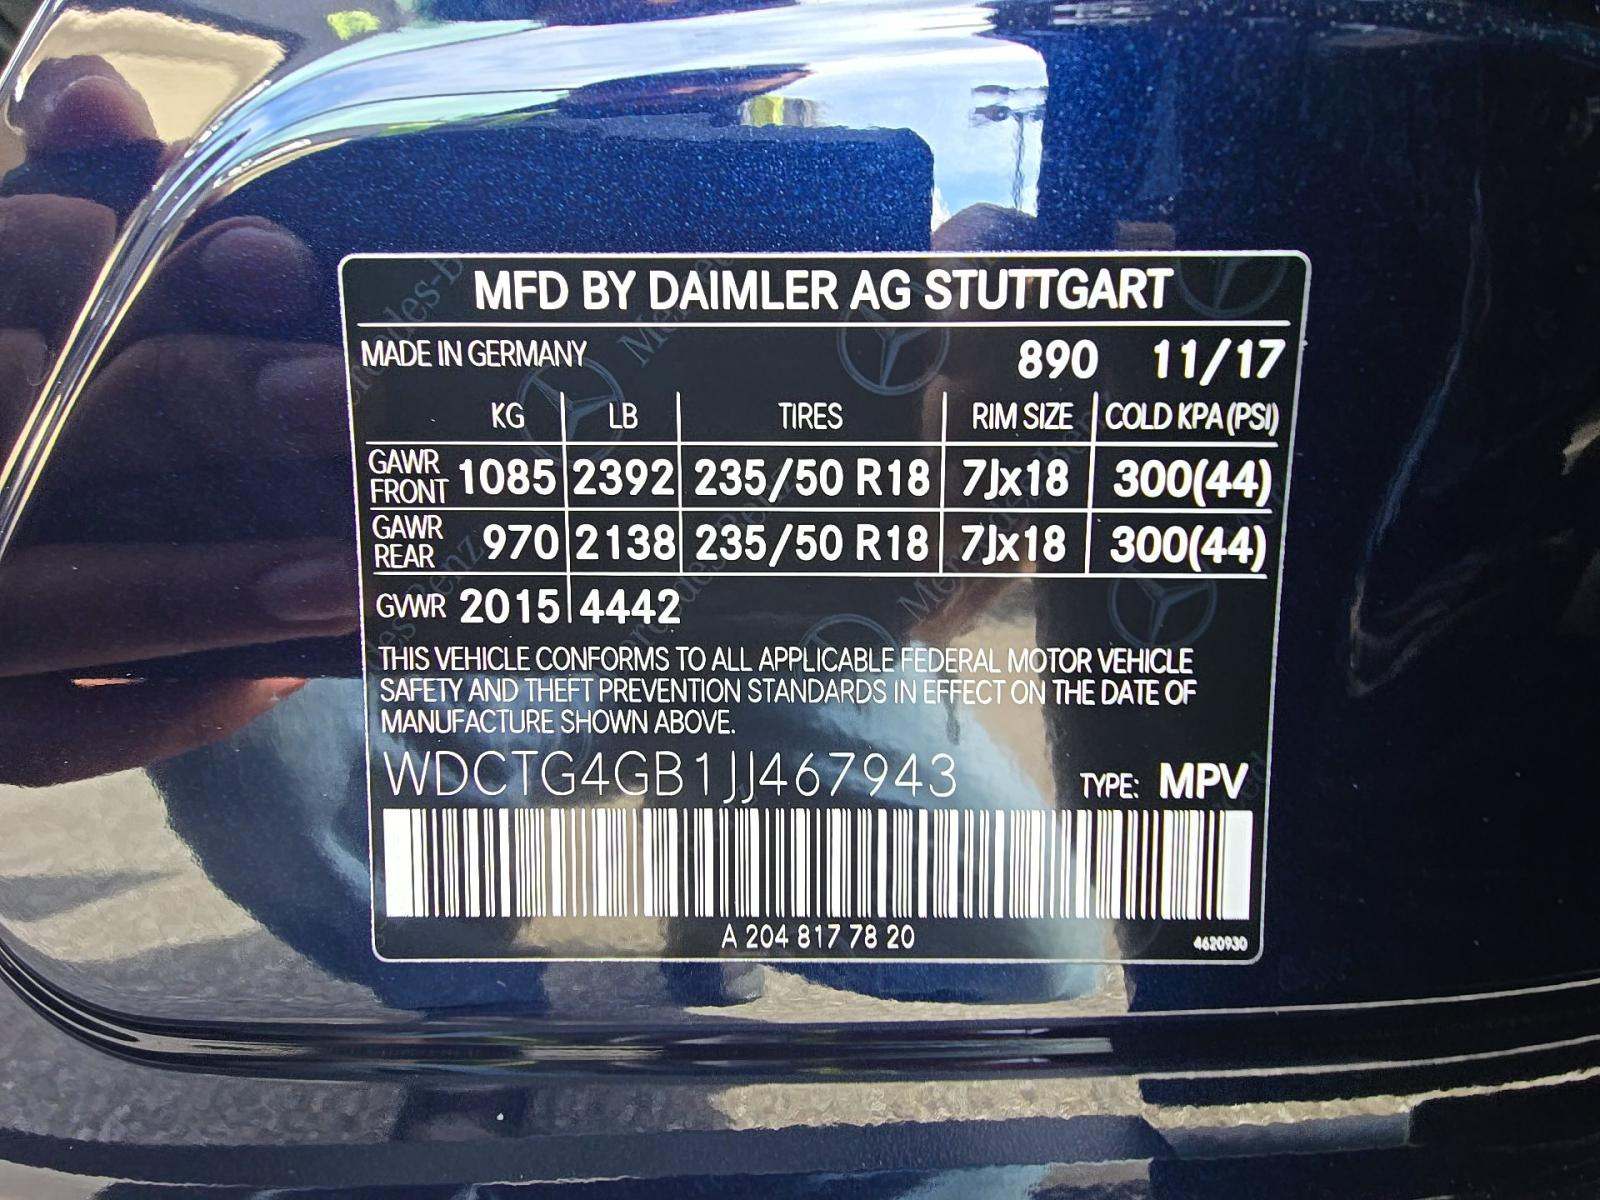 MFD BY DAIMLER AG STUTTGART
MADE IN GERMANY 890 11/17
KG LB TIRES RIM SIZE COLD KPA (PSI)
GAWR FRONT 1085 2392 235/50 R18 7Jx18 300(44)
GAWR REAR 970 2138 235/50 R18 7Jx18 300(44)
GVWR 2015 4442
THIS VEHICLE CONFORMS TO ALL APPLICABLE FEDERAL MOTOR VEHICLE
SAFETY AND THEFT PREVENTION STANDARDS IN EFFECT ON THE DATE OF
MANUFACTURE SHOWN ABOVE.
WDCTG4GB1JJ467943 TYPE: MPV
A 204 817 78 20 4620930